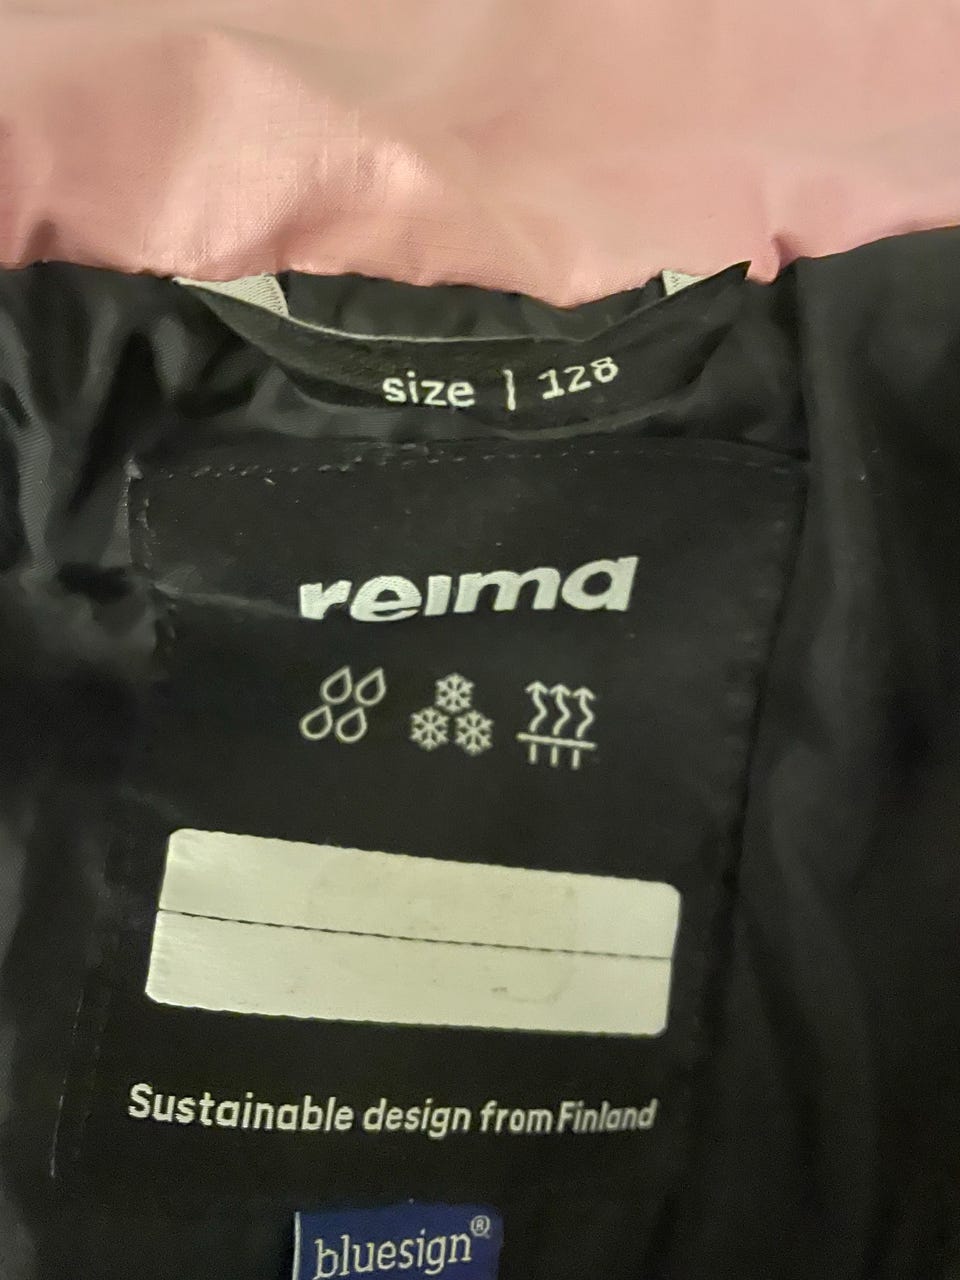 size | 128
reima
Sustainable design from Finland
bluesign®